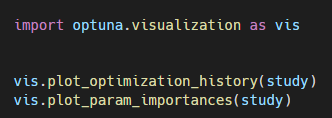 import optuna.visualization as vis
vis.plot_optimization_history(study)
vis.plot_param_importances(study)